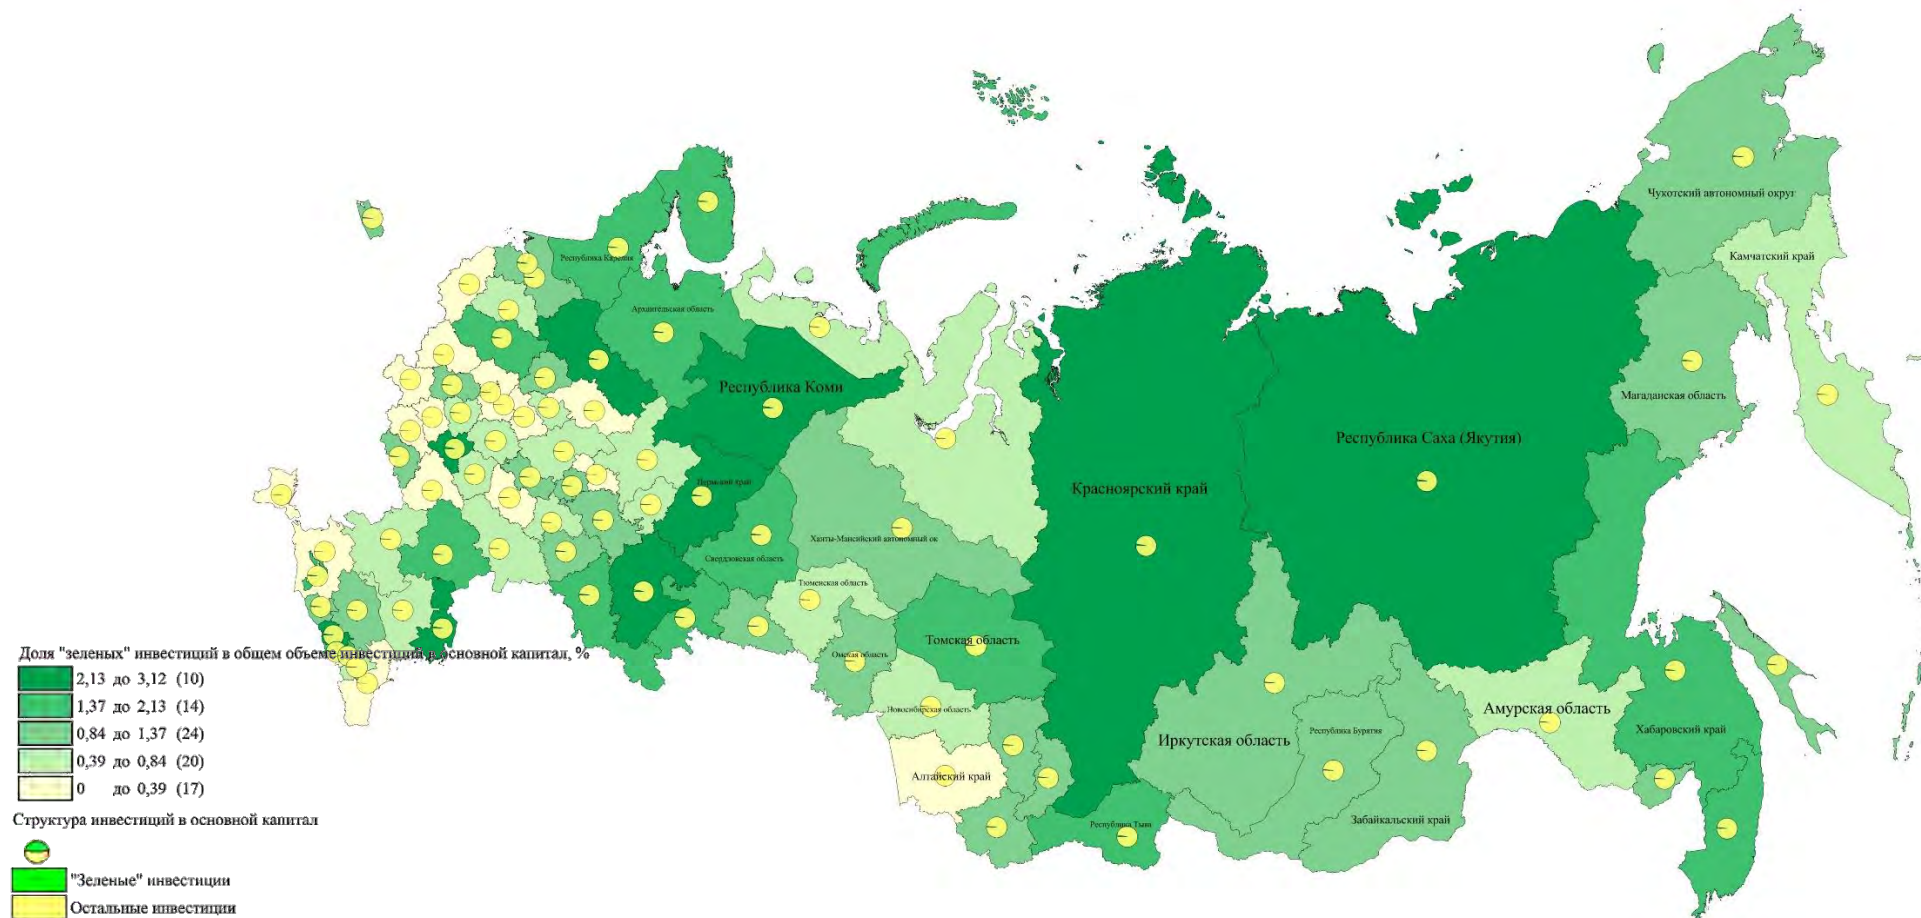 Чукотский автономный округ
Камчатский край
Республика Карелия
Архангельская область
Республика Коми
Магаданская область
Республика Саха (Якутия)
Красноярский край
Пермский край
Ханты-Мансийский автономный ок
Свердловская область
Тюменская область
Томская область
Омская область
Новосибирская область
Амурская область
Хабаровский край
Иркутская область
Республика Бурятия
Алтайский край
Забайкальский край
Республика Тыва
Доля "зеленых" инвестиций в общем объеме инвестиций в основной капитал, %
2,13 до 3,12 (10)
1,37 до 2,13 (14)
0,84 до 1,37 (24)
0,39 до 0,84 (20)
0 до 0,39 (17)
Структура инвестиций в основной капитал
"Зеленые" инвестиции
Остальные инвестиции